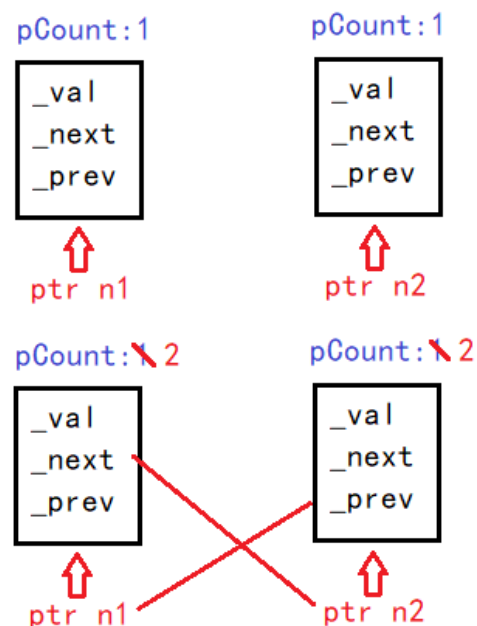 pCount:1
_val
_next
_prev
ptr n1
pCount:1
_val
_next
_prev
ptr n2
pCount:1 2
_val
_next
_prev
ptr n1
pCount:1 2
_val
_next
_prev
ptr n2